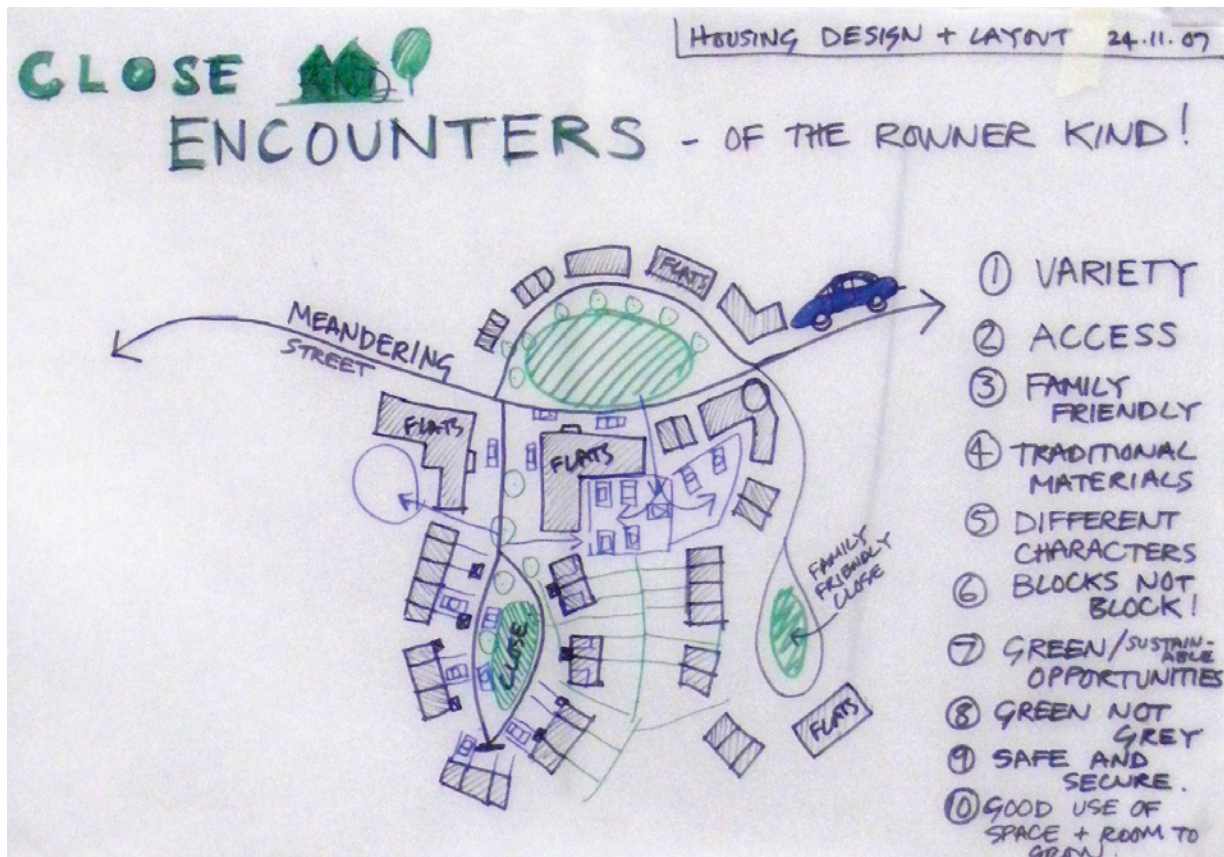 HOUSING DESIGN + LAYOUT 24.11.07
CLOSE
ENCOUNTERS - OF THE ROWNER KIND!
MEANDERING
STREET
FLATS
FLATS
FLATS
CLOSE
FAMILY
FRIENDLY
CLOSE
FLATS
① VARIETY
② ACCESS
③ FAMILY
FRIENDLY
④ TRADITIONAL
MATERIALS
⑤ DIFFERENT
CHARACTERS
⑥ BLOCKS NOT
BLOCK!
⑦ GREEN/SUSTAIN-
ABLE
OPPORTUNITIES
⑧ GREEN NOT
GREY
⑨ SAFE AND
SECURE.
⑩ GOOD USE OF
SPACE + ROOM TO
GROW.